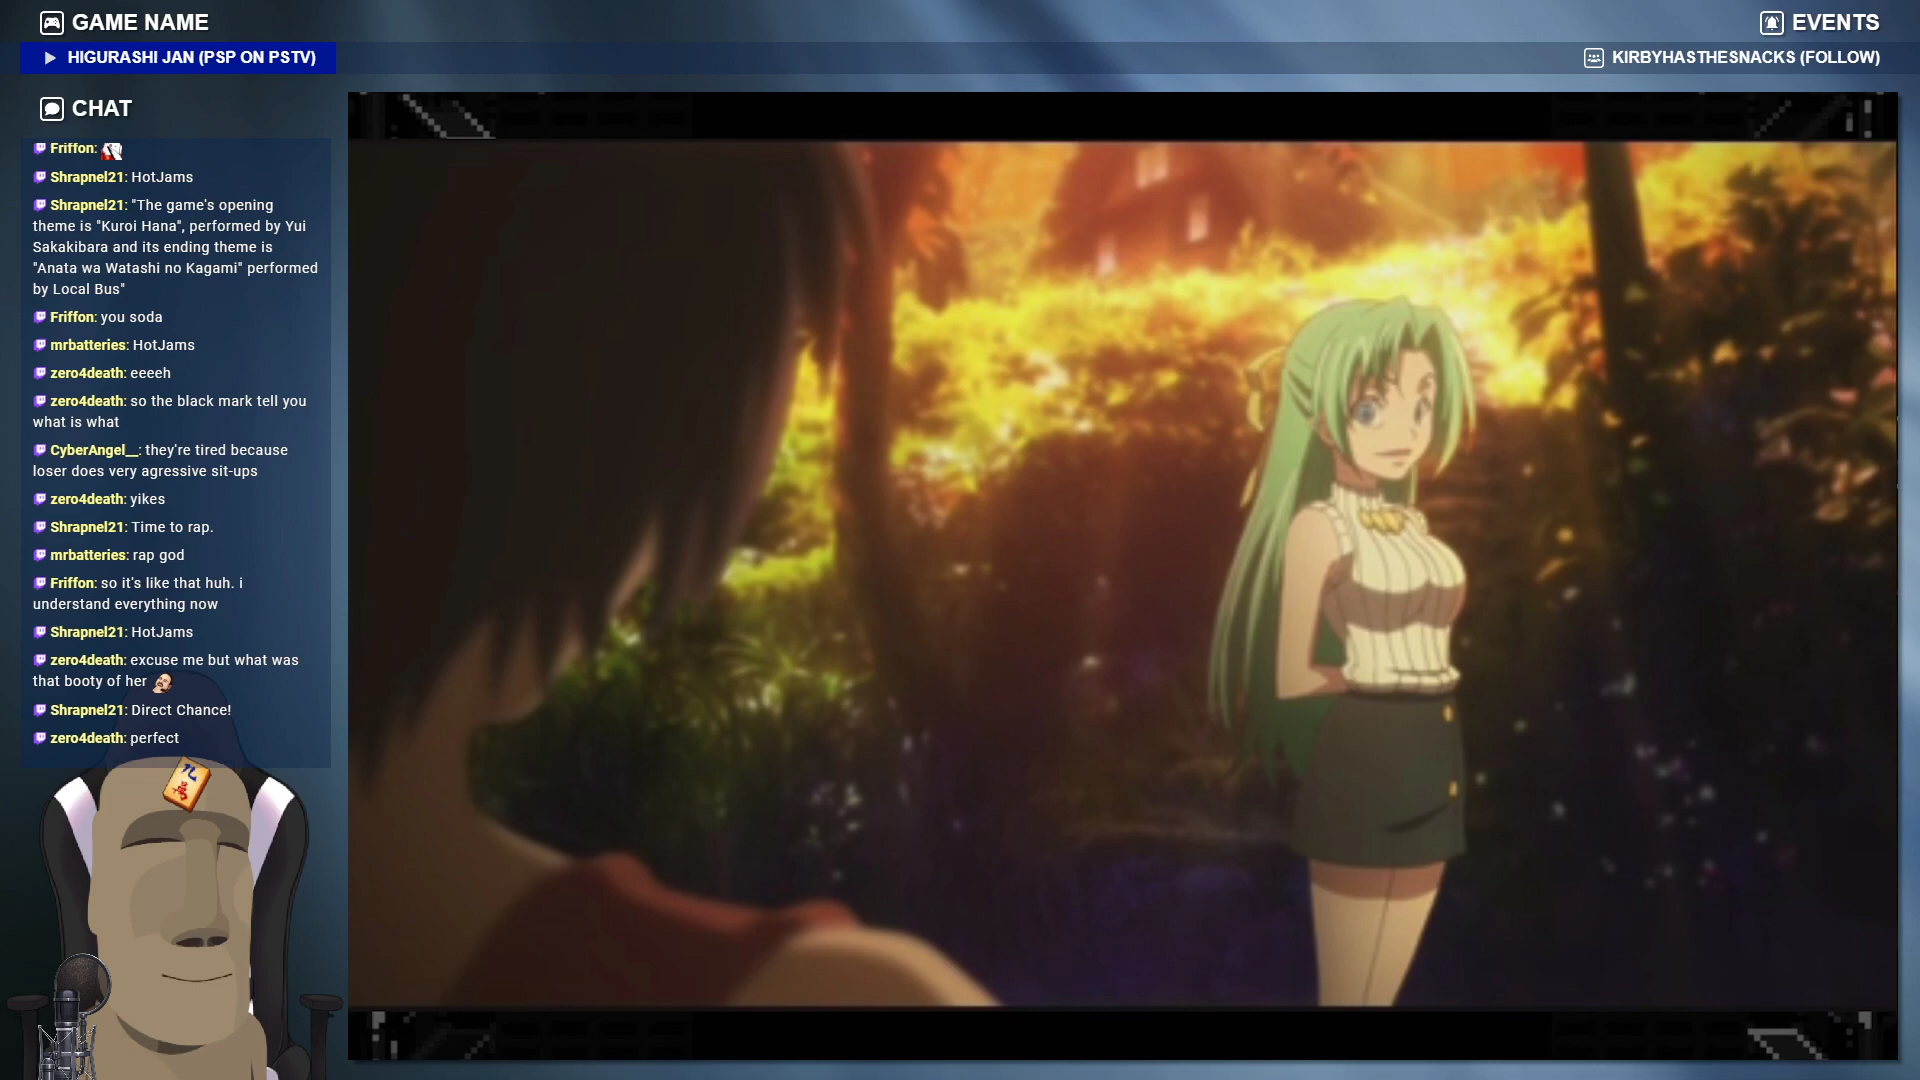 GAME NAME
EVENTS
HIGURASHI JAN (PSP ON PSTV)
KIRBYHASTHESNACKS (FOLLOW)
CHAT
Friffon:
Shrapnel21: HotJams
Shrapnel21: "The game's opening
theme is "Kuroi Hana", performed by Yui
Sakakibara and its ending theme is
"Anata wa Watashi no Kagami" performed
by Local Bus"
Friffon: you soda
mrbatteries: HotJams
zero4death: eeeeh
zero4death: so the black mark tell you
what is what
CyberAngel__: they're tired because
loser does very agressive sit-ups
zero4death: yikes
Shrapnel21: Time to rap.
mrbatteries: rap god
Friffon: so it's like that huh. i
understand everything now
Shrapnel21: HotJams
zero4death: excuse me but what was
that booty of her
Shrapnel21: Direct Chance!
zero4death: perfect
九
萬